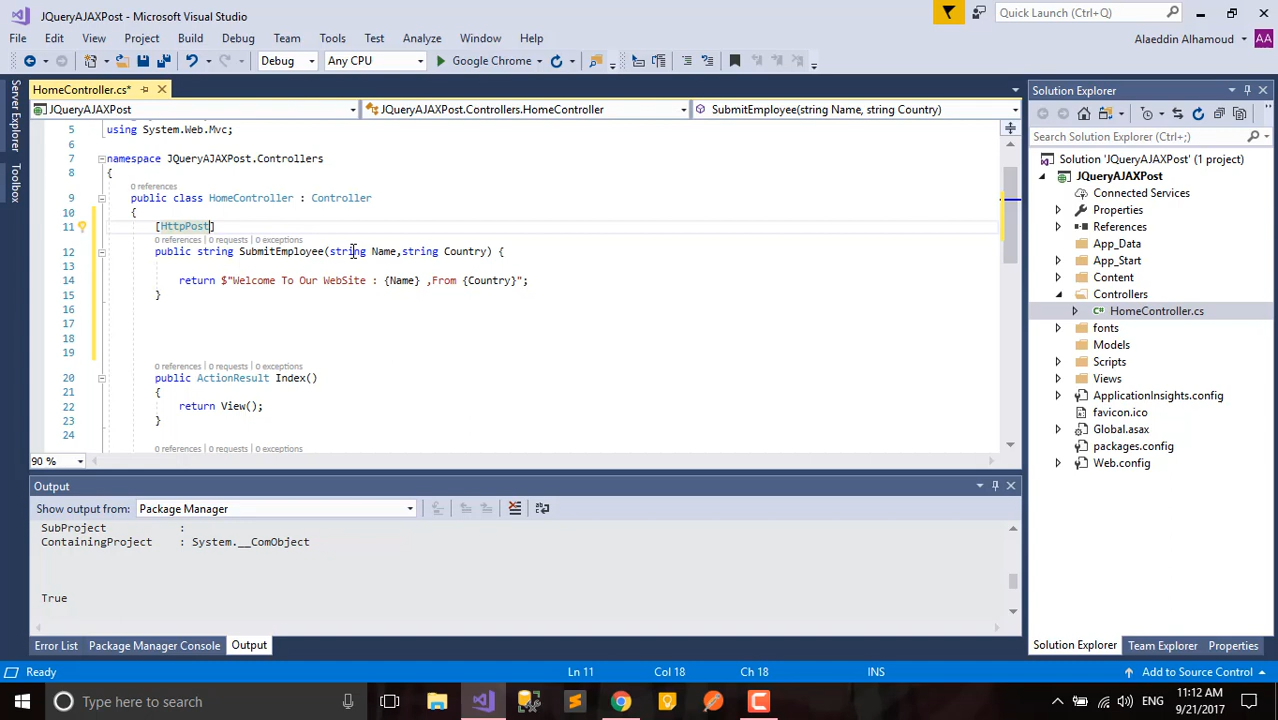 JQueryAJAXPost - Microsoft Visual Studio
Quick Launch (Ctrl+Q)
File Edit View Project Build Debug Team Tools Test Analyze Window Help
Alaeddin Alhamoud AA
Debug Any CPU Google Chrome
Server Explorer
Toolbox
HomeController.cs*
JQueryAJAXPost JQueryAJAXPost.Controllers.HomeController SubmitEmployee(string Name, string Country)
5 using System.Web.Mvc;
6
7 namespace JQueryAJAXPost.Controllers
8 {
0 references
9 public class HomeController : Controller
10 {
11 [HttpPost]
0 references | 0 requests | 0 exceptions
12 public string SubmitEmployee(string Name,string Country) {
13
14 return $"Welcome To Our WebSite : {Name} ,From {Country}";
15 }
16
17
18
19
0 references | 0 requests | 0 exceptions
20 public ActionResult Index()
21 {
22 return View();
23 }
24
0 references | 0 requests | 0 exceptions
90 %
Output
Show output from: Package Manager
SubProject :
ContainingProject : System.__ComObject
True
Error List Package Manager Console Output
Solution Explorer
Search Solution Explorer (Ctrl+;)
Solution 'JQueryAJAXPost' (1 project)
JQueryAJAXPost
Connected Services
Properties
References
App_Data
App_Start
Content
Controllers
C# HomeController.cs
fonts
Models
Scripts
Views
ApplicationInsights.config
favicon.ico
Global.asax
packages.config
Web.config
Solution Explorer Team Explorer Properties
Ready Ln 11 Col 18 Ch 18 INS Add to Source Control
Type here to search
ENG
11:12 AM
9/21/2017